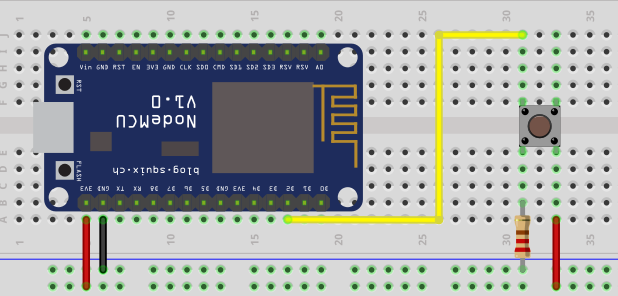 1 5 10 15 20 25 30 35
J
I
H
G
F
Vin GND RST EN 3V3 GND CLK SD0 CMD SD1 SD2 SD3 RSV RSV A0
RST
NodeMCU
V1.0
FLASH
blog.squix.ch
3V3 GND TX RX D8 D7 D6 D5 GND 3V3 D4 D3 D2 D1 D0
E
D
C
B
A
1 5 10 15 20 25 30 35